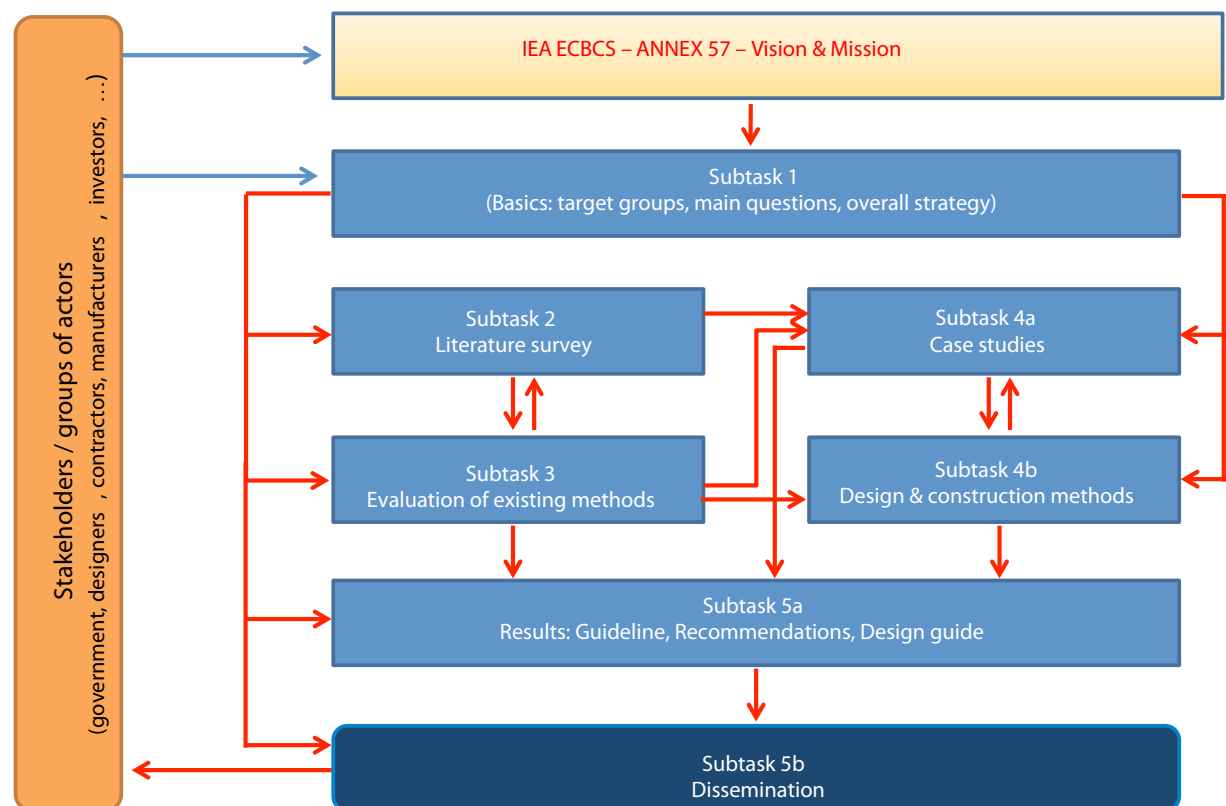 Stakeholders / groups of actors
(government, designers , contractors, manufacturers , investors, …)
IEA ECBCS – ANNEX 57 – Vision & Mission
Subtask 1
(Basics: target groups, main questions, overall strategy)
Subtask 2
Literature survey
Subtask 4a
Case studies
Subtask 3
Evaluation of existing methods
Subtask 4b
Design & construction methods
Subtask 5a
Results: Guideline, Recommendations, Design guide
Subtask 5b
Dissemination